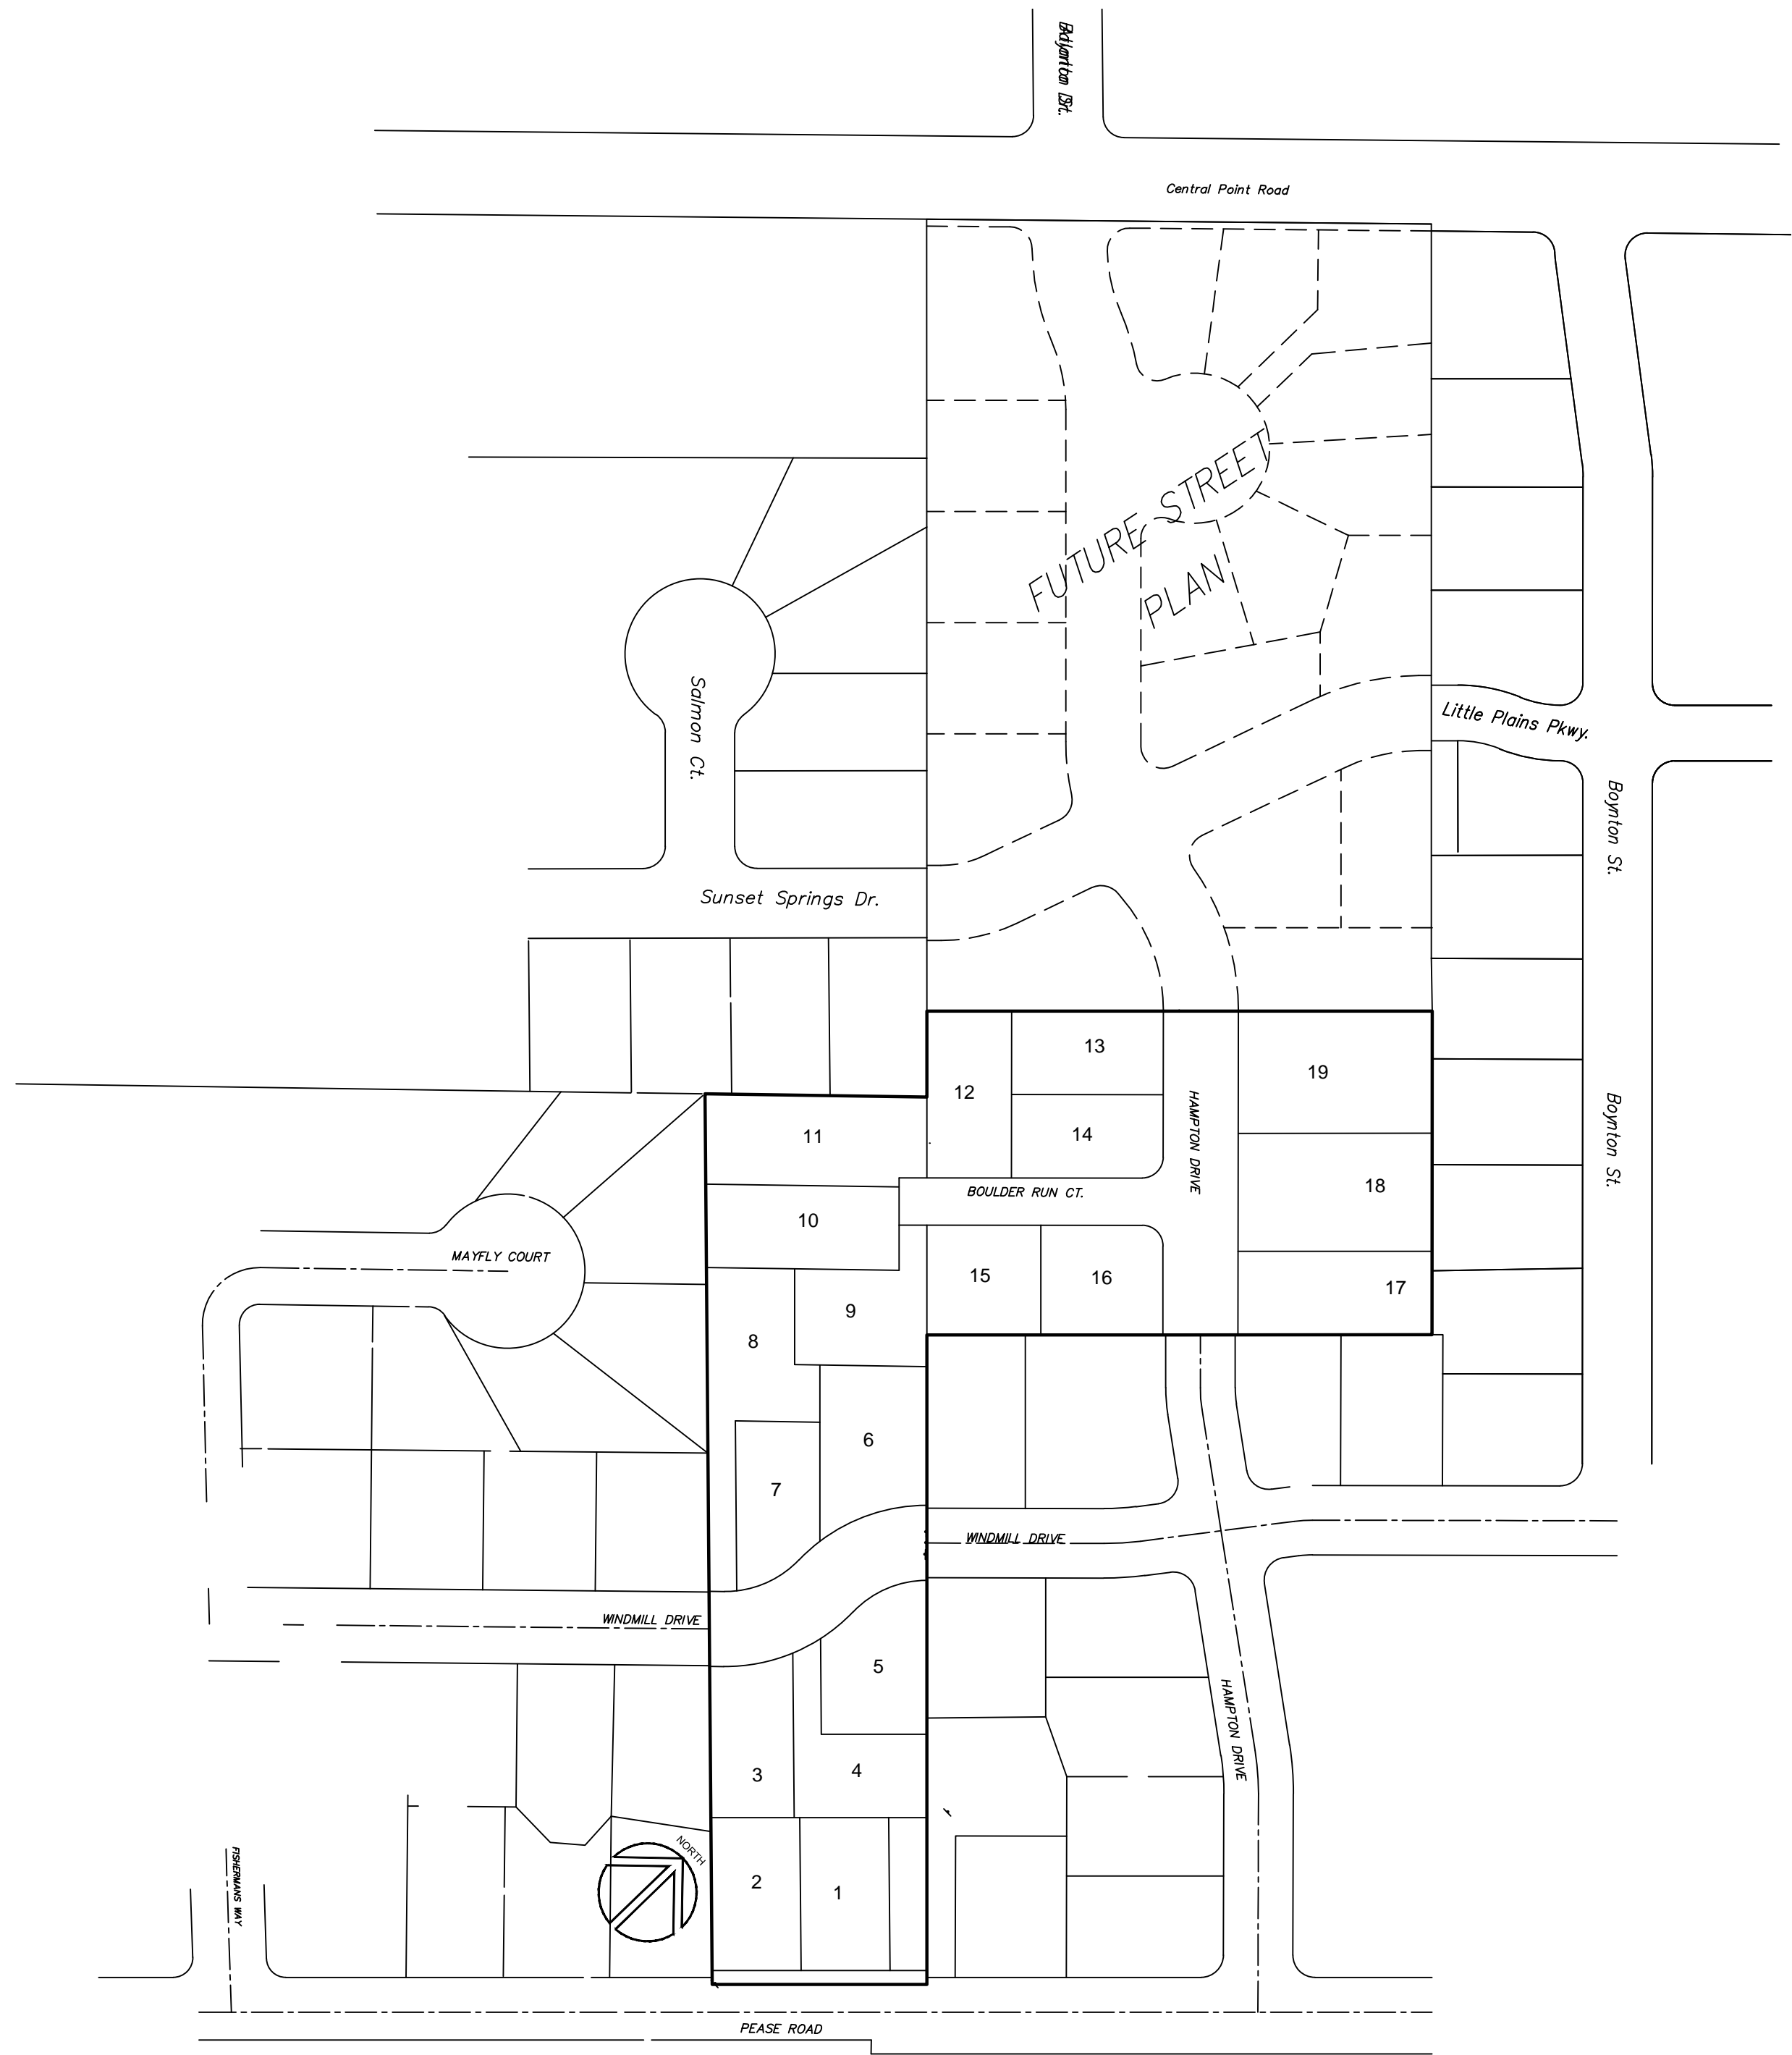 Central Point Road
FUTURE STREET
PLAN
Salmon Ct.
Little Plains Pkwy.
Boynton St.
Sunset Springs Dr.
13
19
12
HAMPTON DRIVE
Boynton St.
11
14
BOULDER RUN CT.
18
10
MAYFLY COURT
15
16
17
9
8
6
7
WINDMILL DRIVE
WINDMILL DRIVE
5
HAMPTON DRIVE
3
4
NORTH
FISHERMANS WAY
2
1
PEASE ROAD